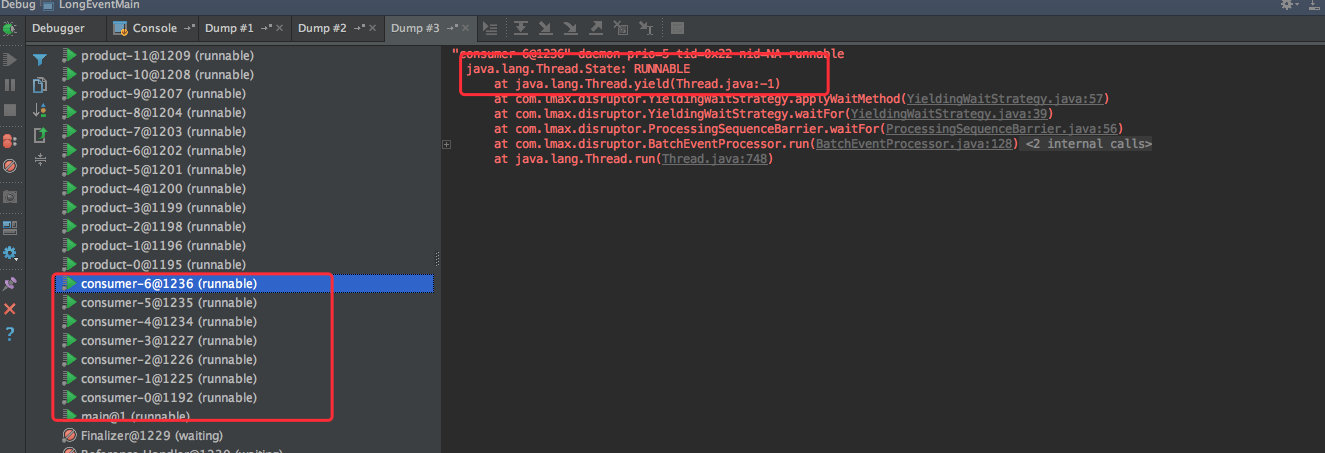 Debug LongEventMain
Debugger Console →" Dump #1 →" × Dump #2 →" × Dump #3 →" ×
product-11@1209 (runnable)
product-10@1208 (runnable)
product-9@1207 (runnable)
product-8@1204 (runnable)
product-7@1203 (runnable)
product-6@1202 (runnable)
product-5@1201 (runnable)
product-4@1200 (runnable)
product-3@1199 (runnable)
product-2@1198 (runnable)
product-1@1196 (runnable)
product-0@1195 (runnable)
consumer-6@1236 (runnable)
consumer-5@1235 (runnable)
consumer-4@1234 (runnable)
consumer-3@1227 (runnable)
consumer-2@1226 (runnable)
consumer-1@1225 (runnable)
consumer-0@1192 (runnable)
main@1 (runnable)
Finalizer@1229 (waiting)
Reference Handler@1230 (waiting)
"consumer-6@1236" daemon prio=5 tid=0x22 nid=NA runnable
java.lang.Thread.State: RUNNABLE
at java.lang.Thread.yield(Thread.java:-1)
at com.lmax.disruptor.YieldingWaitStrategy.applyWaitMethod(YieldingWaitStrategy.java:57)
at com.lmax.disruptor.YieldingWaitStrategy.waitFor(YieldingWaitStrategy.java:39)
at com.lmax.disruptor.ProcessingSequenceBarrier.waitFor(ProcessingSequenceBarrier.java:56)
at com.lmax.disruptor.BatchEventProcessor.run(BatchEventProcessor.java:128) <2 internal calls>
at java.lang.Thread.run(Thread.java:748)